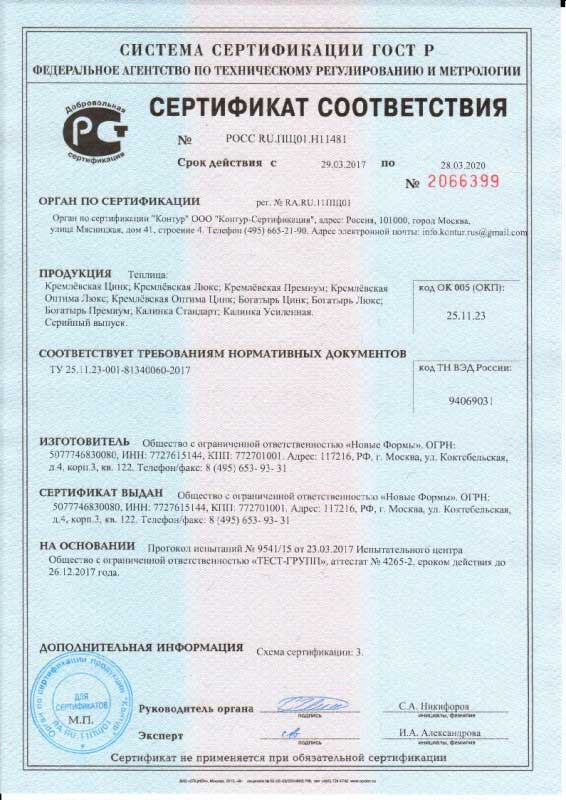 СИСТЕМА СЕРТИФИКАЦИИ ГОСТ Р
ФЕДЕРАЛЬНОЕ АГЕНТСТВО ПО ТЕХНИЧЕСКОМУ РЕГУЛИРОВАНИЮ И МЕТРОЛОГИИ
Добровольная
сертификация
СЕРТИФИКАТ СООТВЕТСТВИЯ
№ РОСС RU.ПЩ01.Н11481
Срок действия с 29.03.2017 по 28.03.2020
№ 2066399
ОРГАН ПО СЕРТИФИКАЦИИ рег. № RA.RU.11ПЩ01
Орган по сертификации "Контур" ООО "Контур-Сертификация", адрес: Россия, 101000, город Москва,
улица Мясницкая, дом 41, строение 4. Телефон (495) 665-21-90. Адрес электронной почты: info.kontur.rus@gmail.com
ПРОДУКЦИЯ Теплица:
Кремлёвская Цинк; Кремлёвская Люкс; Кремлёвская Премиум; Кремлёвская
Оптима Люкс; Кремлёвская Оптима Цинк; Богатырь Цинк; Богатырь Люкс;
Богатырь Премиум; Калинка Стандарт; Калинка Усиленная.
Серийный выпуск.
код ОК 005 (ОКП):
25.11.23
СООТВЕТСТВУЕТ ТРЕБОВАНИЯМ НОРМАТИВНЫХ ДОКУМЕНТОВ
ТУ 25.11.23-001-81340060-2017
код ТН ВЭД России:
94069031
ИЗГОТОВИТЕЛЬ Общество с ограниченной ответственностью «Новые Формы». ОГРН:
5077746830080, ИНН: 7727615144, КПП: 772701001. Адрес: 117216, РФ, г. Москва, ул. Коктебельская,
д.4, корп.3, кв. 122. Телефон/факс: 8 (495) 653- 93- 31
СЕРТИФИКАТ ВЫДАН Общество с ограниченной ответственностью «Новые Формы». ОГРН:
5077746830080, ИНН: 7727615144, КПП: 772701001. Адрес: 117216, РФ, г. Москва, ул. Коктебельская,
д.4, корп.3, кв. 122. Телефон/факс: 8 (495) 653- 93- 31
НА ОСНОВАНИИ Протокол испытаний № 9541/15 от 23.03.2017 Испытательного центра
Общество с ограниченной ответственностью «ТЕСТ-ГРУПП», аттестат № 4265-2, сроком действия до
26.12.2017 года.
ДОПОЛНИТЕЛЬНАЯ ИНФОРМАЦИЯ Схема сертификации: 3.
Орган по сертификации продукции "Контур"
RA.RU.11ПЩ01
ДЛЯ
СЕРТИФИКАТОВ
М.П.
Руководитель органа С.А. Никифоров
подпись инициалы, фамилия
Эксперт И.А. Александрова
подпись инициалы, фамилия
Сертификат не применяется при обязательной сертификации